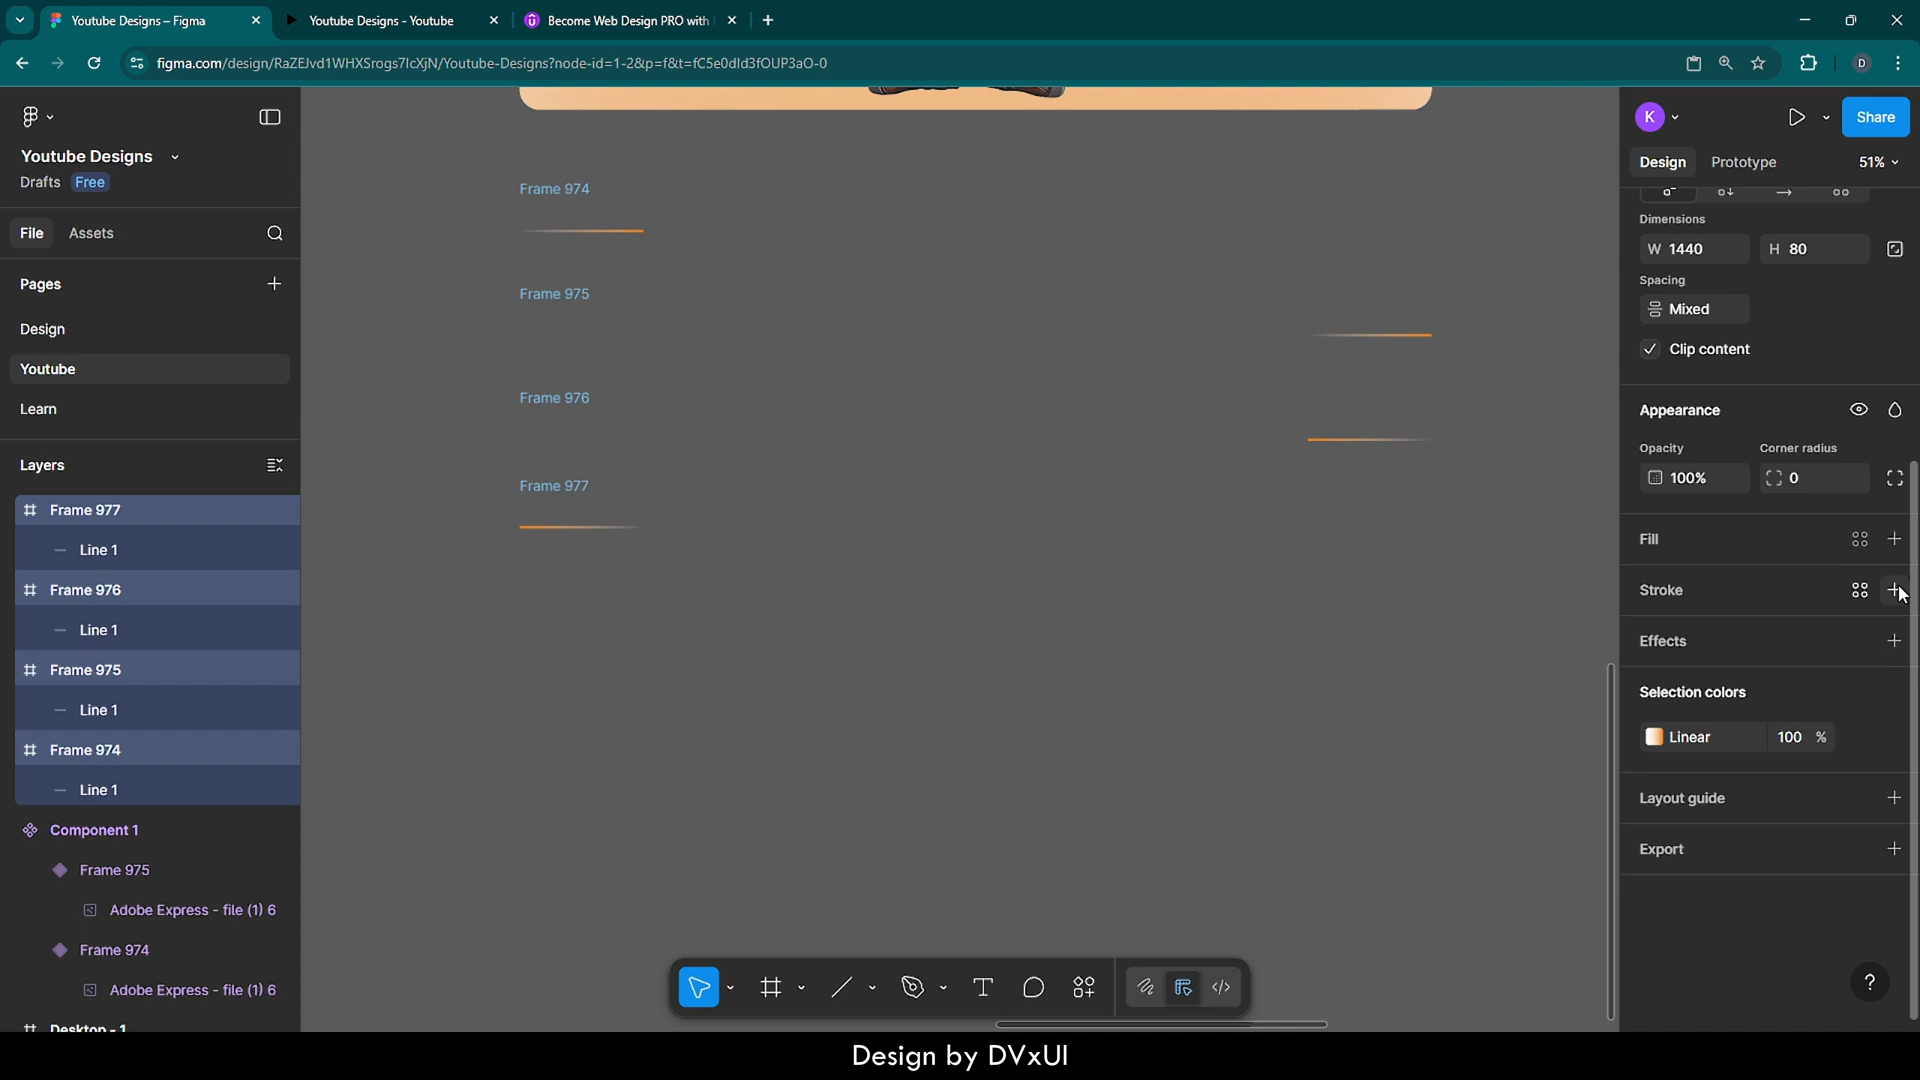 Youtube Designs – Figma
Youtube Designs - Youtube
Become Web Design PRO with
figma.com/design/RaZEJvd1WHXSrogs7IcXjN/Youtube-Designs?node-id=1-2&p=f&t=fC5e0dId3fOUP3aO-0
D
Youtube Designs
Drafts
Free
K
Share
Design
Prototype
51%
File
Assets
Pages
Design
Youtube
Learn
Layers
Frame 977
Line 1
Frame 976
Line 1
Frame 975
Line 1
Frame 974
Line 1
Component 1
Frame 975
Adobe Express - file (1) 6
Frame 974
Adobe Express - file (1) 6
Desktop - 1
Frame 974
Frame 975
Frame 976
Frame 977
Dimensions
W 1440
H 80
Spacing
Mixed
Clip content
Appearance
Opacity
Corner radius
100%
0
Fill
Stroke
Effects
Selection colors
Linear
100 %
Layout guide
Export
?
Design by DVxUI